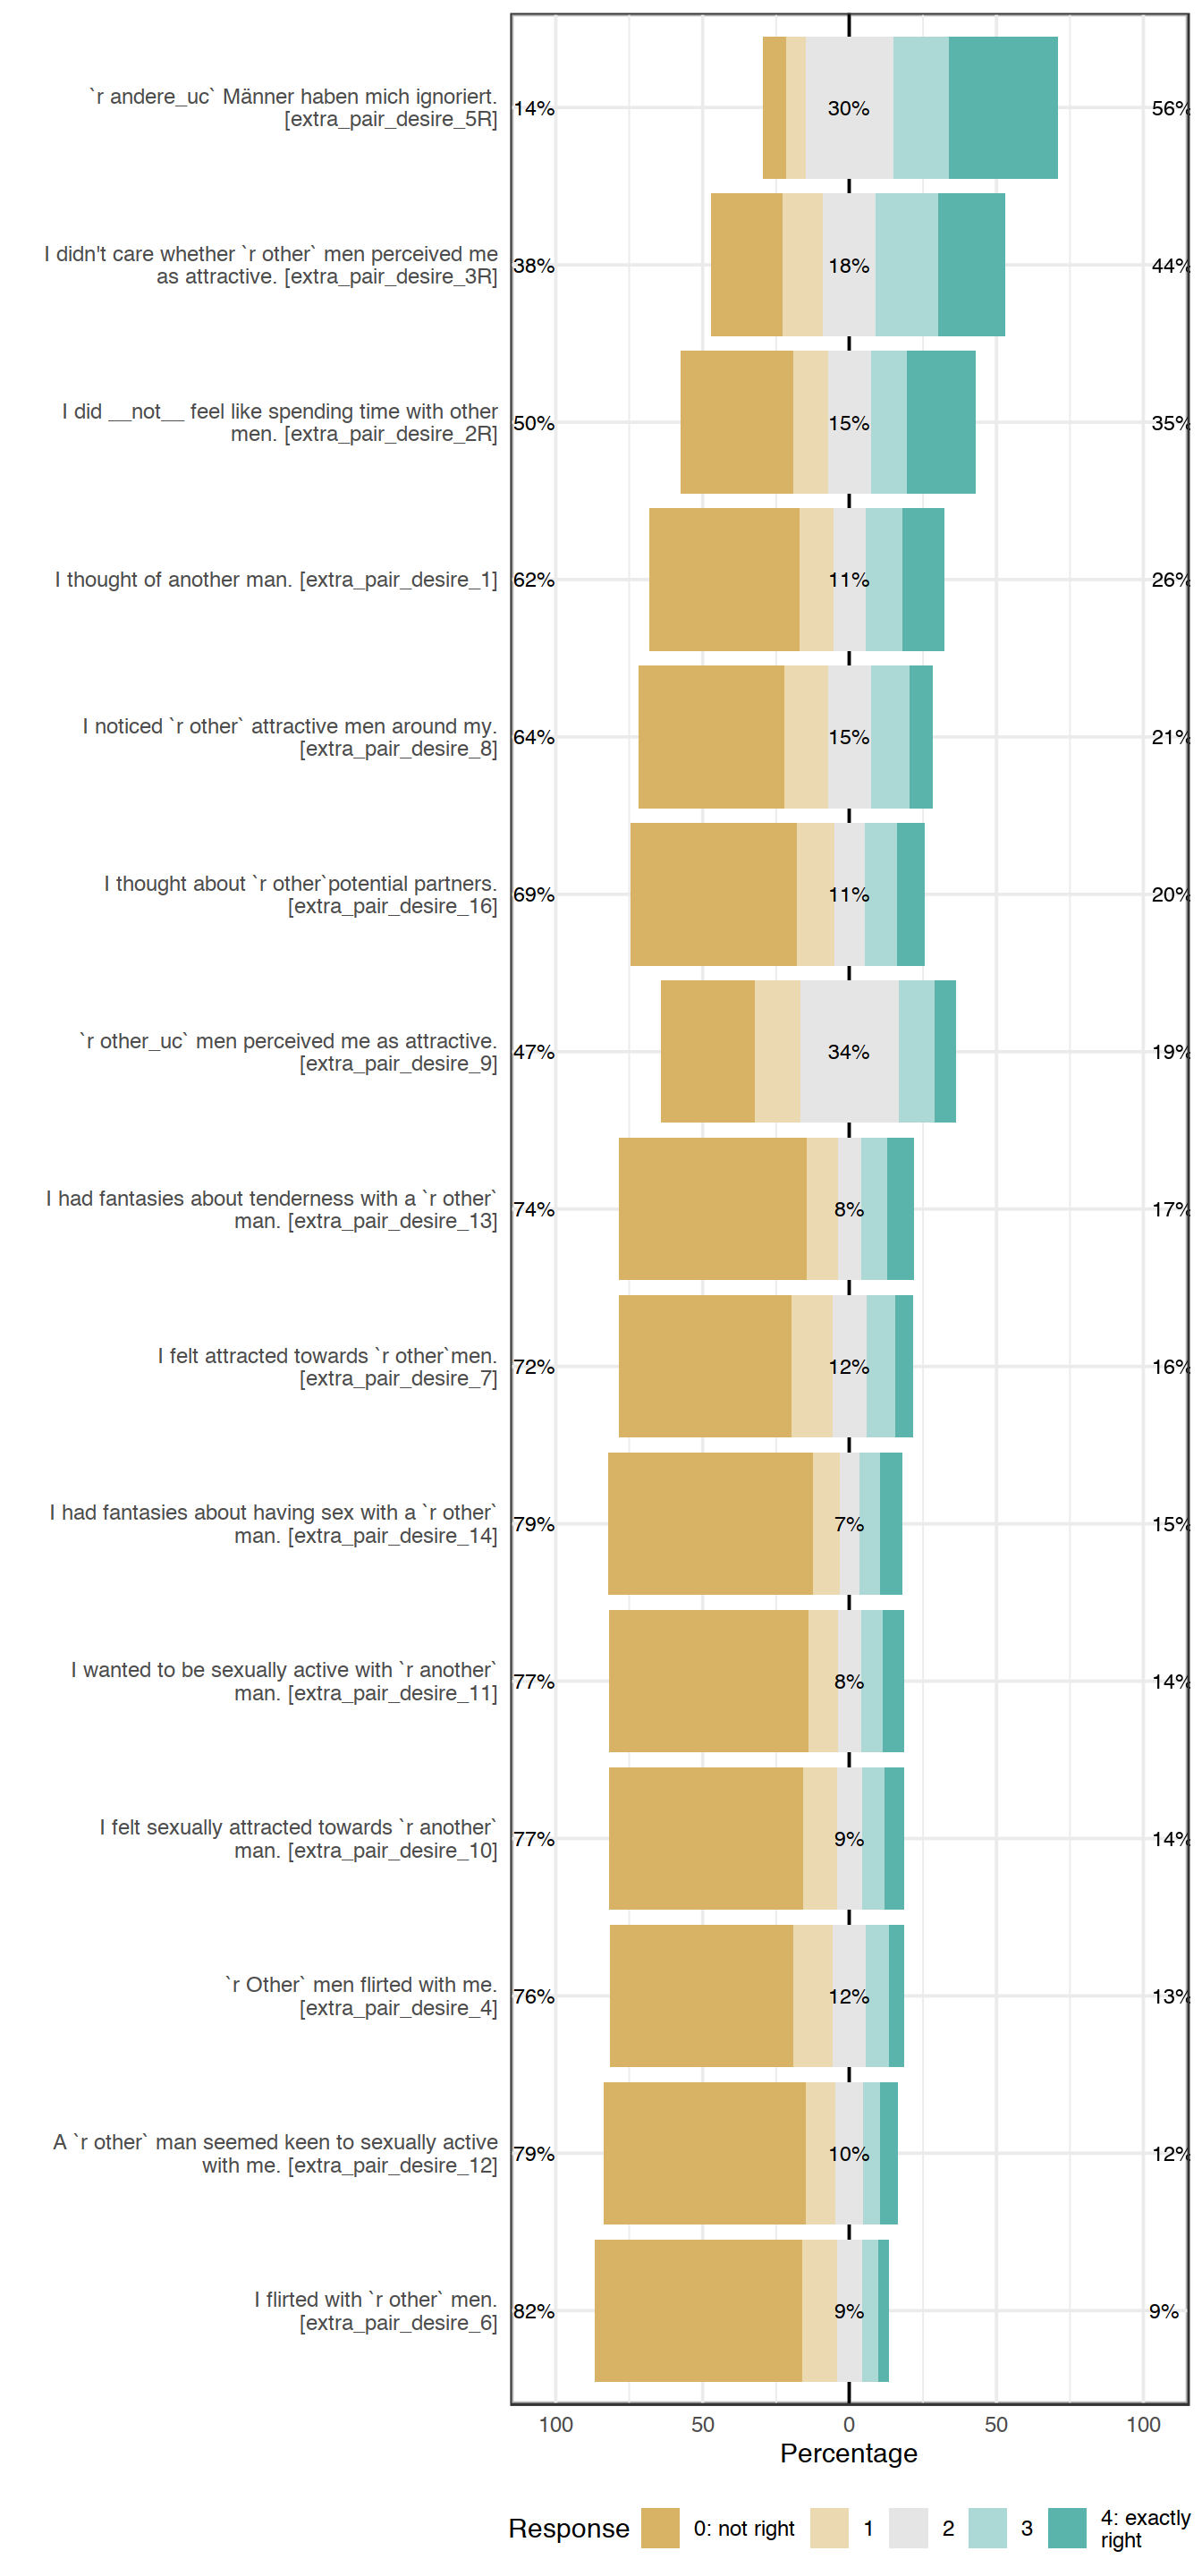 `r andere_uc` Männer haben mich ignoriert.
[extra_pair_desire_5R]
14%
30%
56%
I didn't care whether `r other` men perceived me
as attractive. [extra_pair_desire_3R]
38%
18%
44%
I did __not__ feel like spending time with other
men. [extra_pair_desire_2R]
50%
15%
35%
I thought of another man. [extra_pair_desire_1]
62%
11%
26%
I noticed `r other` attractive men around my.
[extra_pair_desire_8]
64%
15%
21%
I thought about `r other`potential partners.
[extra_pair_desire_16]
69%
11%
20%
`r other_uc` men perceived me as attractive.
[extra_pair_desire_9]
47%
34%
19%
I had fantasies about tenderness with a `r other`
man. [extra_pair_desire_13]
74%
8%
17%
I felt attracted towards `r other`men.
[extra_pair_desire_7]
72%
12%
16%
I had fantasies about having sex with a `r other`
man. [extra_pair_desire_14]
79%
7%
15%
I wanted to be sexually active with `r another`
man. [extra_pair_desire_11]
77%
8%
14%
I felt sexually attracted towards `r another`
man. [extra_pair_desire_10]
77%
9%
14%
`r Other` men flirted with me.
[extra_pair_desire_4]
76%
12%
13%
A `r other` man seemed keen to sexually active
with me. [extra_pair_desire_12]
79%
10%
12%
I flirted with `r other` men.
[extra_pair_desire_6]
82%
9%
9%
100 50 0 50 100
Percentage
Response 0: not right 1 2 3 4: exactly
right